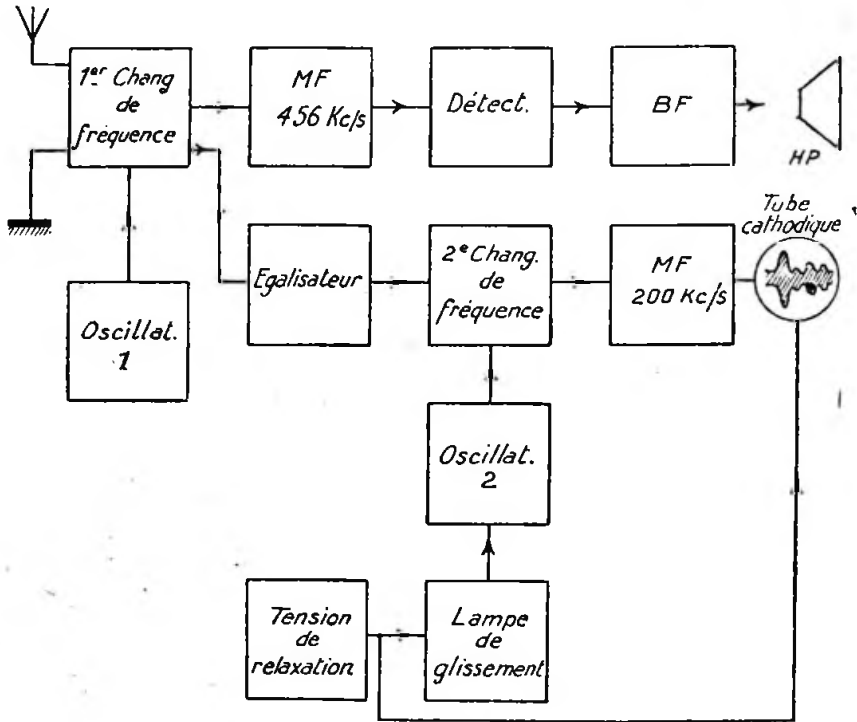 1er Chang
de
fréquence
MF
456 Kc/s
Détect.
BF
HP
Tube
cathodique
Egalisateur
2e Chang.
de
fréquence
MF
200 Kc/s
Oscillat.
1
Oscillat.
2
Tension
de
relaxation
Lampe
de
glissement